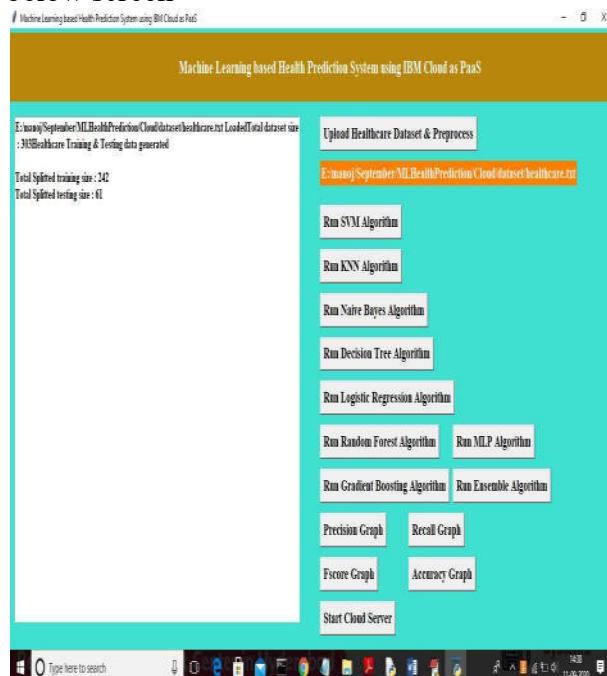 Machine Learning based Health Prediction System using IBM Cloud as PaaS
Machine Learning based Health Prediction System using IBM Cloud as PaaS
E:/manoj/September/MLHealthPrediction/Cloud/dataset/healthcare.txt LoadedTotal dataset size
: 303Healthcare Training & Testing data generated
Total Splitted training size : 242
Total Splitted testing size : 61
Upload Healthcare Dataset & Preprocess
E:/manoj/September/MLHealthPrediction/Cloud/dataset/healthcare.txt
Run SVM Algorithm
Run KNN Algorithm
Run Naive Bayes Algorithm
Run Decision Tree Algorithm
Run Logistic Regression Algorithm
Run Random Forest Algorithm
Run MLP Algorithm
Run Gradient Boosting Algorithm
Run Ensemble Algorithm
Precision Graph
Recall Graph
Fscore Graph
Accuracy Graph
Start Cloud Server
Type here to search